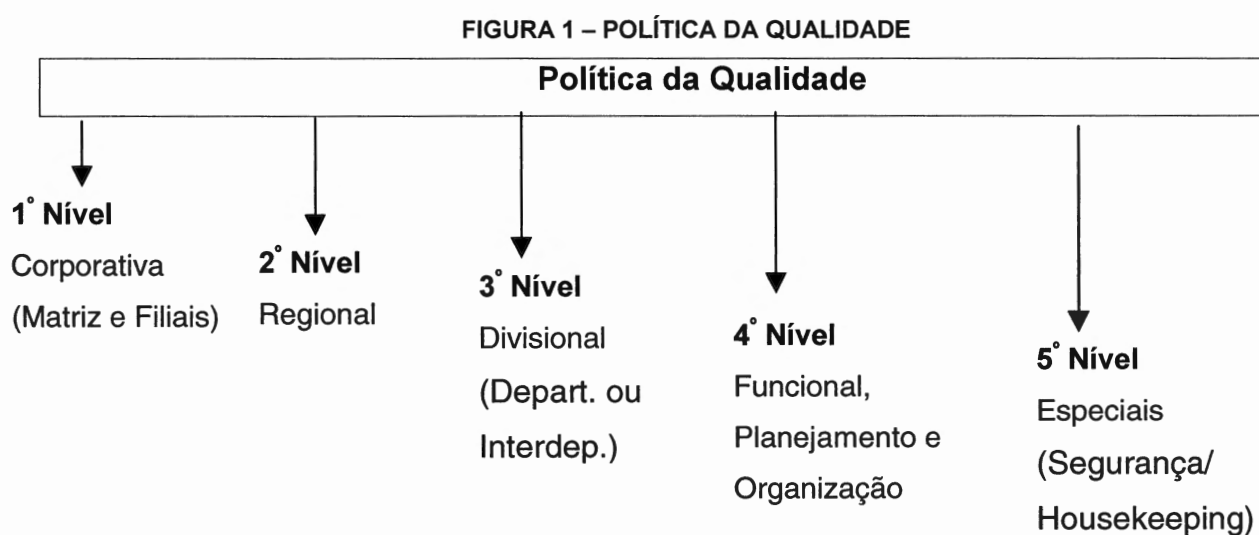 FIGURA 1 – POLÍTICA DA QUALIDADE
Política da Qualidade
1° Nível
Corporativa
(Matriz e Filiais)
2° Nível
Regional
3° Nível
Divisional
(Depart. ou
Interdep.)
4° Nível
Funcional,
Planejamento e
Organização
5° Nível
Especiais
(Segurança/
Housekeeping)